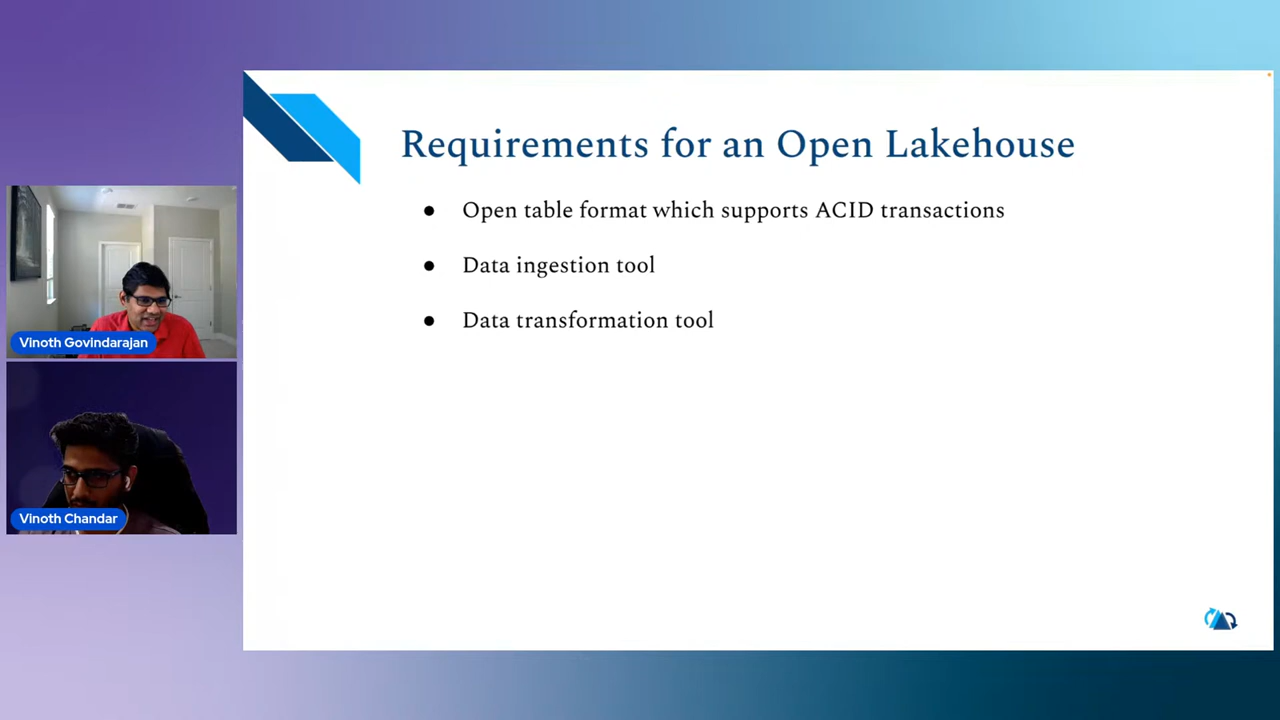 Requirements for an Open Lakehouse
● Open table format which supports ACID transactions
● Data ingestion tool
● Data transformation tool
Vinoth Govindarajan
Vinoth Chandar